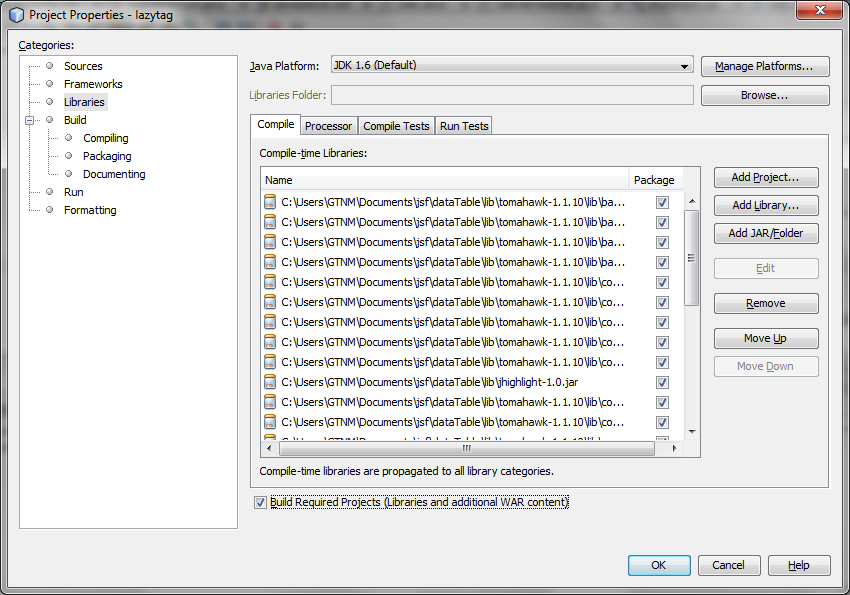 Project Properties - lazytag
Categories:
Sources
Frameworks
Libraries
Build
Compiling
Packaging
Documenting
Run
Formatting
Java Platform: JDK 1.6 (Default) Manage Platforms...
Libraries Folder: Browse...
Compile Processor Compile Tests Run Tests
Compile-time Libraries:
Name Package
C:\Users\GTNM\Documents\jsf\dataTable\lib\tomahawk-1.1.10\lib\ba...
C:\Users\GTNM\Documents\jsf\dataTable\lib\tomahawk-1.1.10\lib\ba...
C:\Users\GTNM\Documents\jsf\dataTable\lib\tomahawk-1.1.10\lib\ba...
C:\Users\GTNM\Documents\jsf\dataTable\lib\tomahawk-1.1.10\lib\ba...
C:\Users\GTNM\Documents\jsf\dataTable\lib\tomahawk-1.1.10\lib\co...
C:\Users\GTNM\Documents\jsf\dataTable\lib\tomahawk-1.1.10\lib\co...
C:\Users\GTNM\Documents\jsf\dataTable\lib\tomahawk-1.1.10\lib\co...
C:\Users\GTNM\Documents\jsf\dataTable\lib\tomahawk-1.1.10\lib\co...
C:\Users\GTNM\Documents\jsf\dataTable\lib\tomahawk-1.1.10\lib\co...
C:\Users\GTNM\Documents\jsf\dataTable\lib\jhighlight-1.0.jar
C:\Users\GTNM\Documents\jsf\dataTable\lib\tomahawk-1.1.10\lib\co...
C:\Users\GTNM\Documents\jsf\dataTable\lib\tomahawk-1.1.10\lib\co...
Add Project...
Add Library...
Add JAR/Folder
Edit
Remove
Move Up
Move Down
Compile-time libraries are propagated to all library categories.
Build Required Projects (Libraries and additional WAR content)
OK Cancel Help